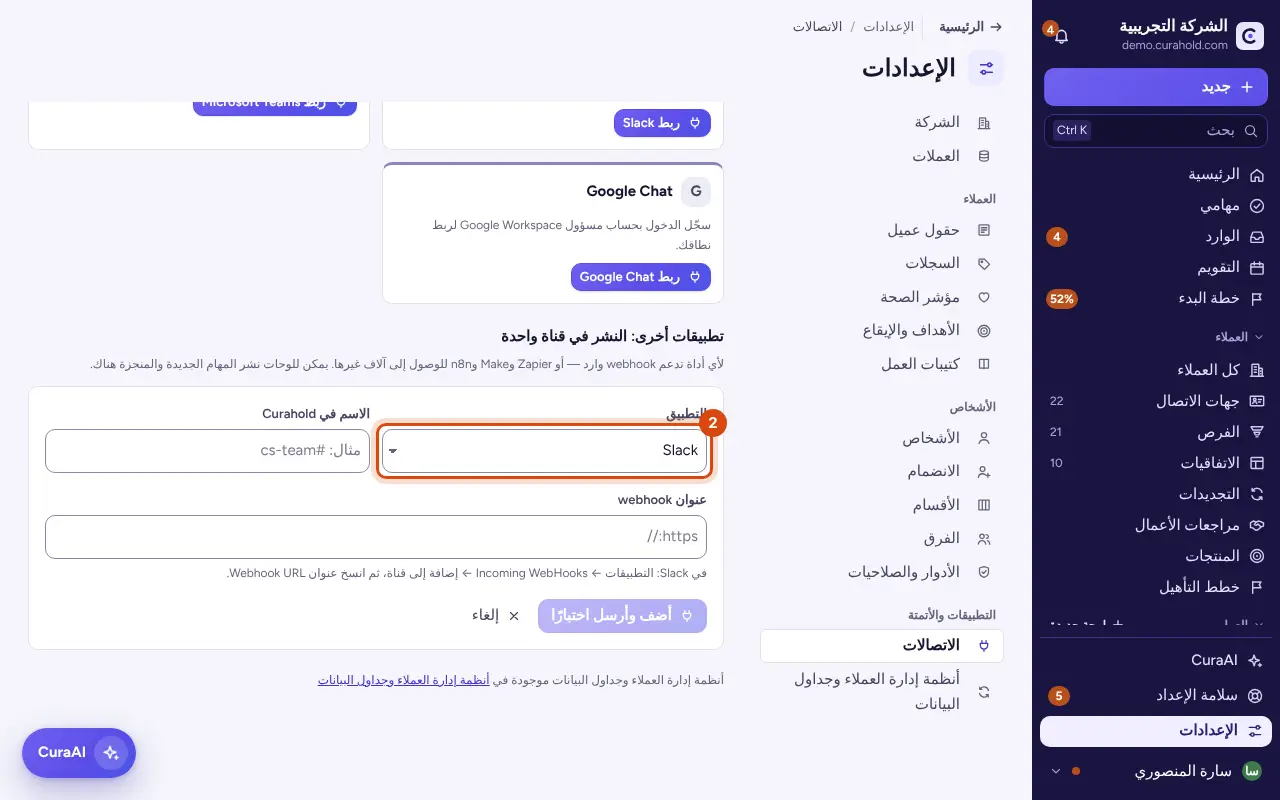 الشركة التجريبية
demo.curahold.com
4
جديد
بحث
Ctrl K
الرئيسية
مهامي
الوارد
4
التقويم
خطة البدء
52%
العملاء
كل العملاء
جهات الاتصال
22
الفرص
21
الاتفاقيات
10
التجديدات
مراجعات الأعمال
المنتجات
خطط التأهيل
CuraAI
سلامة الإعداد
5
الإعدادات
سا
سارة المنصوري
الرئيسية
الإعدادات / الاتصالات
الإعدادات
الشركة
العملات
العملاء
حقول عميل
السجلات
مؤشر الصحة
الأهداف والإيقاع
كتيبات العمل
الأشخاص
الأشخاص
الانضمام
الأقسام
الفرق
الأدوار والصلاحيات
التطبيقات والأتمتة
الاتصالات
أنظمة إدارة العملاء وجداول
البيانات
ربط Slack
ربط Microsoft Teams
G
Google Chat
سجّل الدخول بحساب مسؤول Google Workspace لربط
نطاقك.
ربط Google Chat
تطبيقات أخرى: النشر في قناة واحدة
لأي أداة تدعم webhook وارد — أو Zapier وMake وn8n للوصول إلى آلاف غيرها. يمكن للوحات نشر المهام الجديدة والمنجزة هناك.
التطبيق
2
Slack
الاسم في Curahold
مثال: #cs-team
عنوان webhook
https://
في Slack: التطبيقات ← Incoming WebHooks ← إضافة إلى قناة، ثم انسخ عنوان Webhook URL.
أضف وأرسل اختبارًا
إلغاء
أنظمة إدارة العملاء وجداول البيانات موجودة في أنظمة إدارة العملاء وجداول البيانات
CuraAI